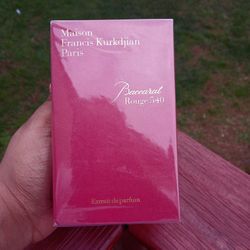 Maison
Francis Kurkdjian
Paris
Baccarat
Rouge 540
Extrait de parfum